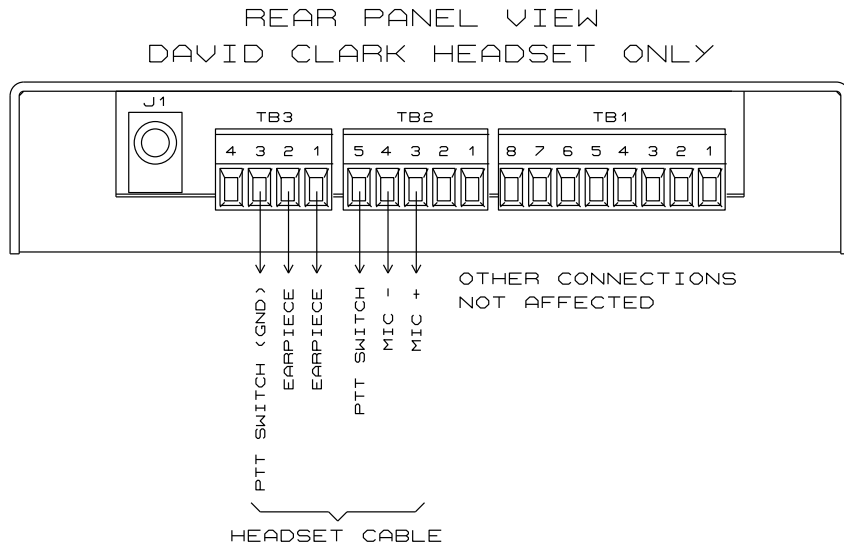 REAR PANEL VIEW
DAVID CLARK HEADSET ONLY
J1
TB3
TB2
TB1
4 3 2 1
5 4 3 2 1
8 7 6 5 4 3 2 1
OTHER CONNECTIONS
NOT AFFECTED
PTT SWITCH (GND)
EARPIECE
EARPIECE
PTT SWITCH
MIC -
MIC +
HEADSET CABLE